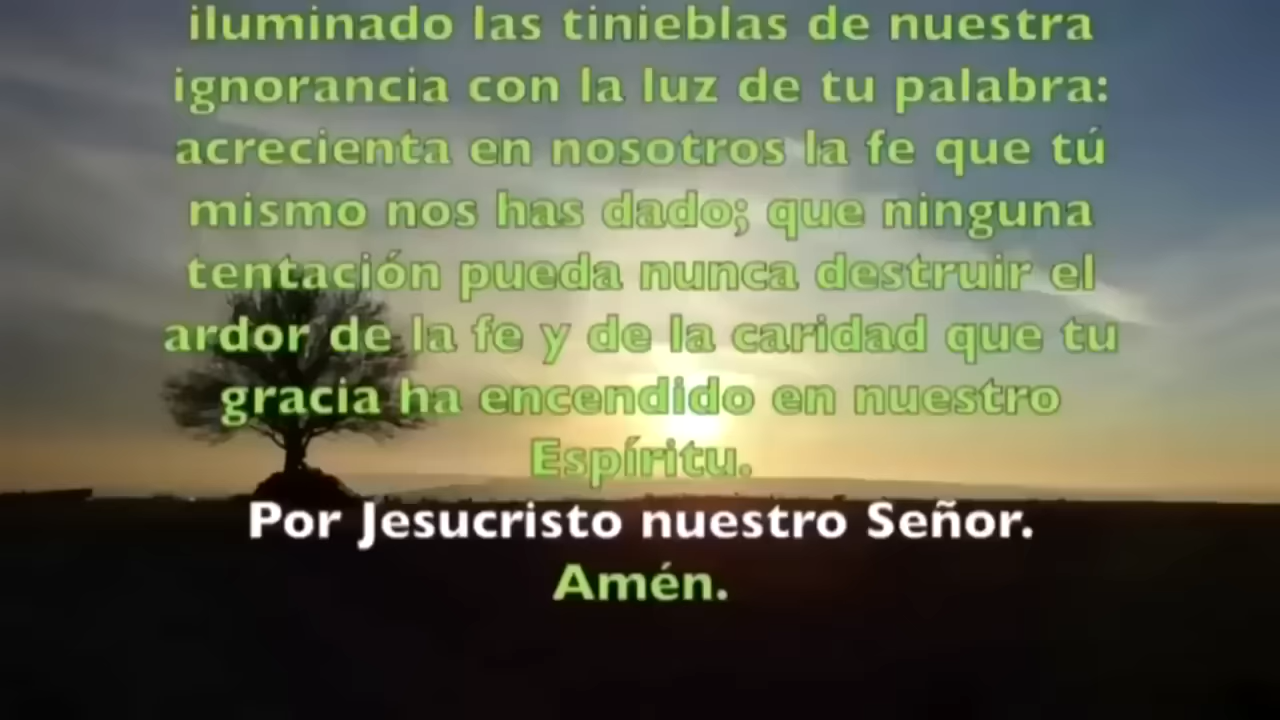 iluminado las tinieblas de nuestra
ignorancia con la luz de tu palabra:
acrecienta en nosotros la fe que tú
mismo nos has dado; que ninguna
tentación pueda nunca destruir el
ardor de la fe y de la caridad que tu
gracia ha encendido en nuestro
Espíritu.
Por Jesucristo nuestro Señor.
Amén.